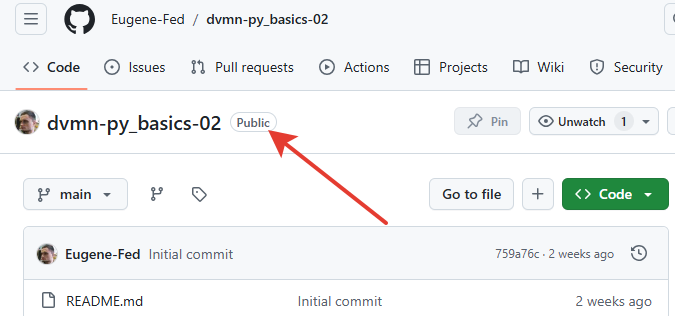 Eugene-Fed / dvmn-py_basics-02
Code Issues Pull requests Actions Projects Wiki Security
dvmn-py_basics-02 Public Pin Unwatch 1
main Go to file Code
Eugene-Fed Initial commit 759a76c · 2 weeks ago
README.md Initial commit 2 weeks ago